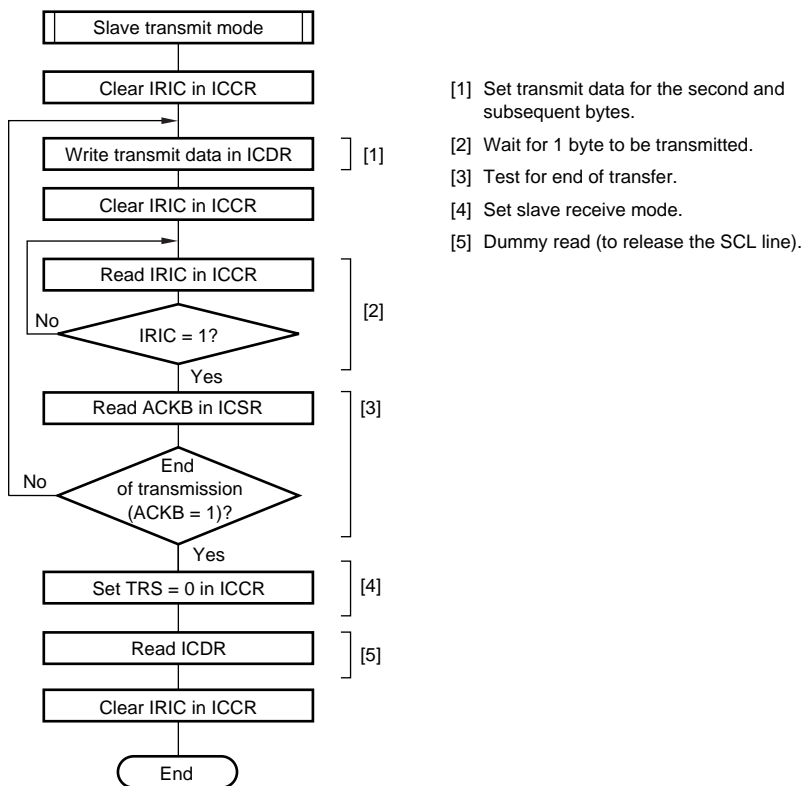 Slave transmit mode
Clear IRIC in ICCR
Write transmit data in ICDR
[1]
Clear IRIC in ICCR
Read IRIC in ICCR
[2]
No
IRIC = 1?
Yes
Read ACKB in ICSR
[3]
No
End
of transmission
(ACKB = 1)?
Yes
Set TRS = 0 in ICCR
[4]
Read ICDR
[5]
Clear IRIC in ICCR
End
[1] Set transmit data for the second and
subsequent bytes.
[2] Wait for 1 byte to be transmitted.
[3] Test for end of transfer.
[4] Set slave receive mode.
[5] Dummy read (to release the SCL line).